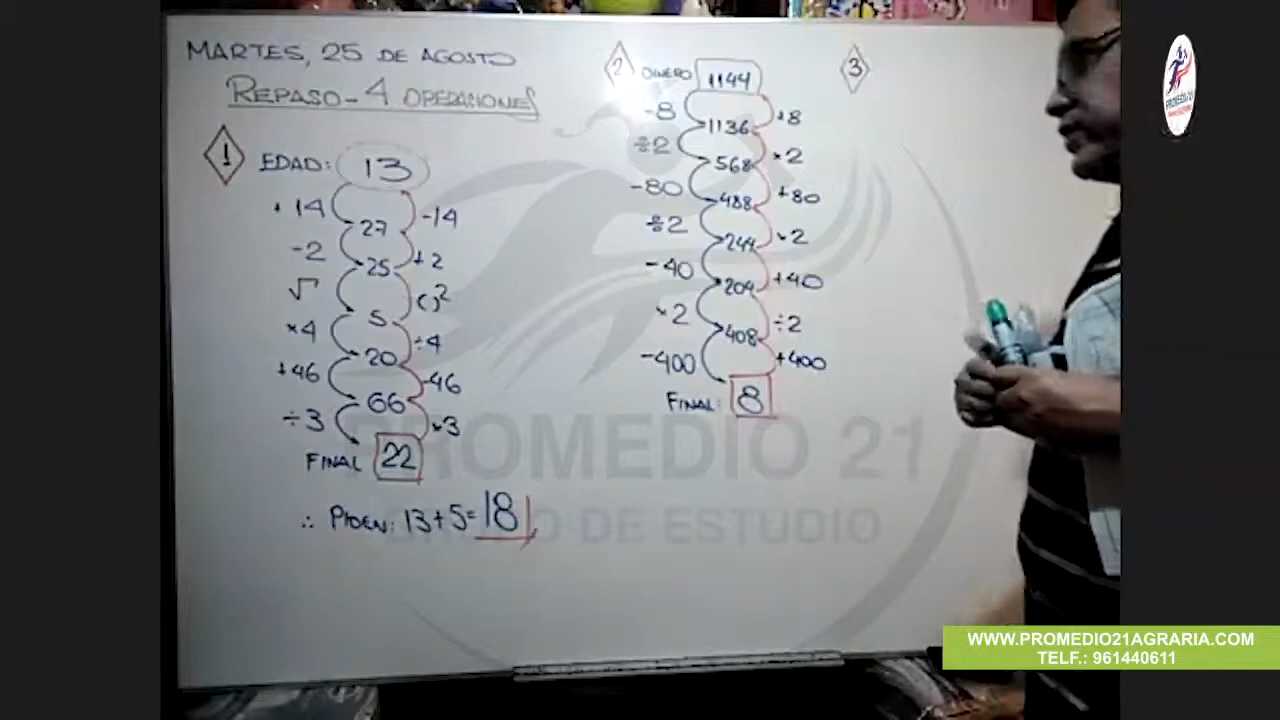 MARTES, 25 DE AGOSTO
REPASO - 4 OPERACIONES
1
EDAD: 13
+14 27 -14
-2 25 +2
√ 5 ( )²
×4 20 ÷4
+46 66 -46
÷3 ×3
FINAL 22
∴ PIDEN: 13+5=18
2 DINERO 1144
-8 1136 +8
÷2 568 ×2
-80 488 +80
÷2 244 ×2
-40 204 +40
×2 408 ÷2
-400 +400
FINAL: 8
3
PROMEDIO 21
PROMEDIO 21
DE ESTUDIO
WWW.PROMEDIO21AGRARIA.COM
TELF.: 961440611